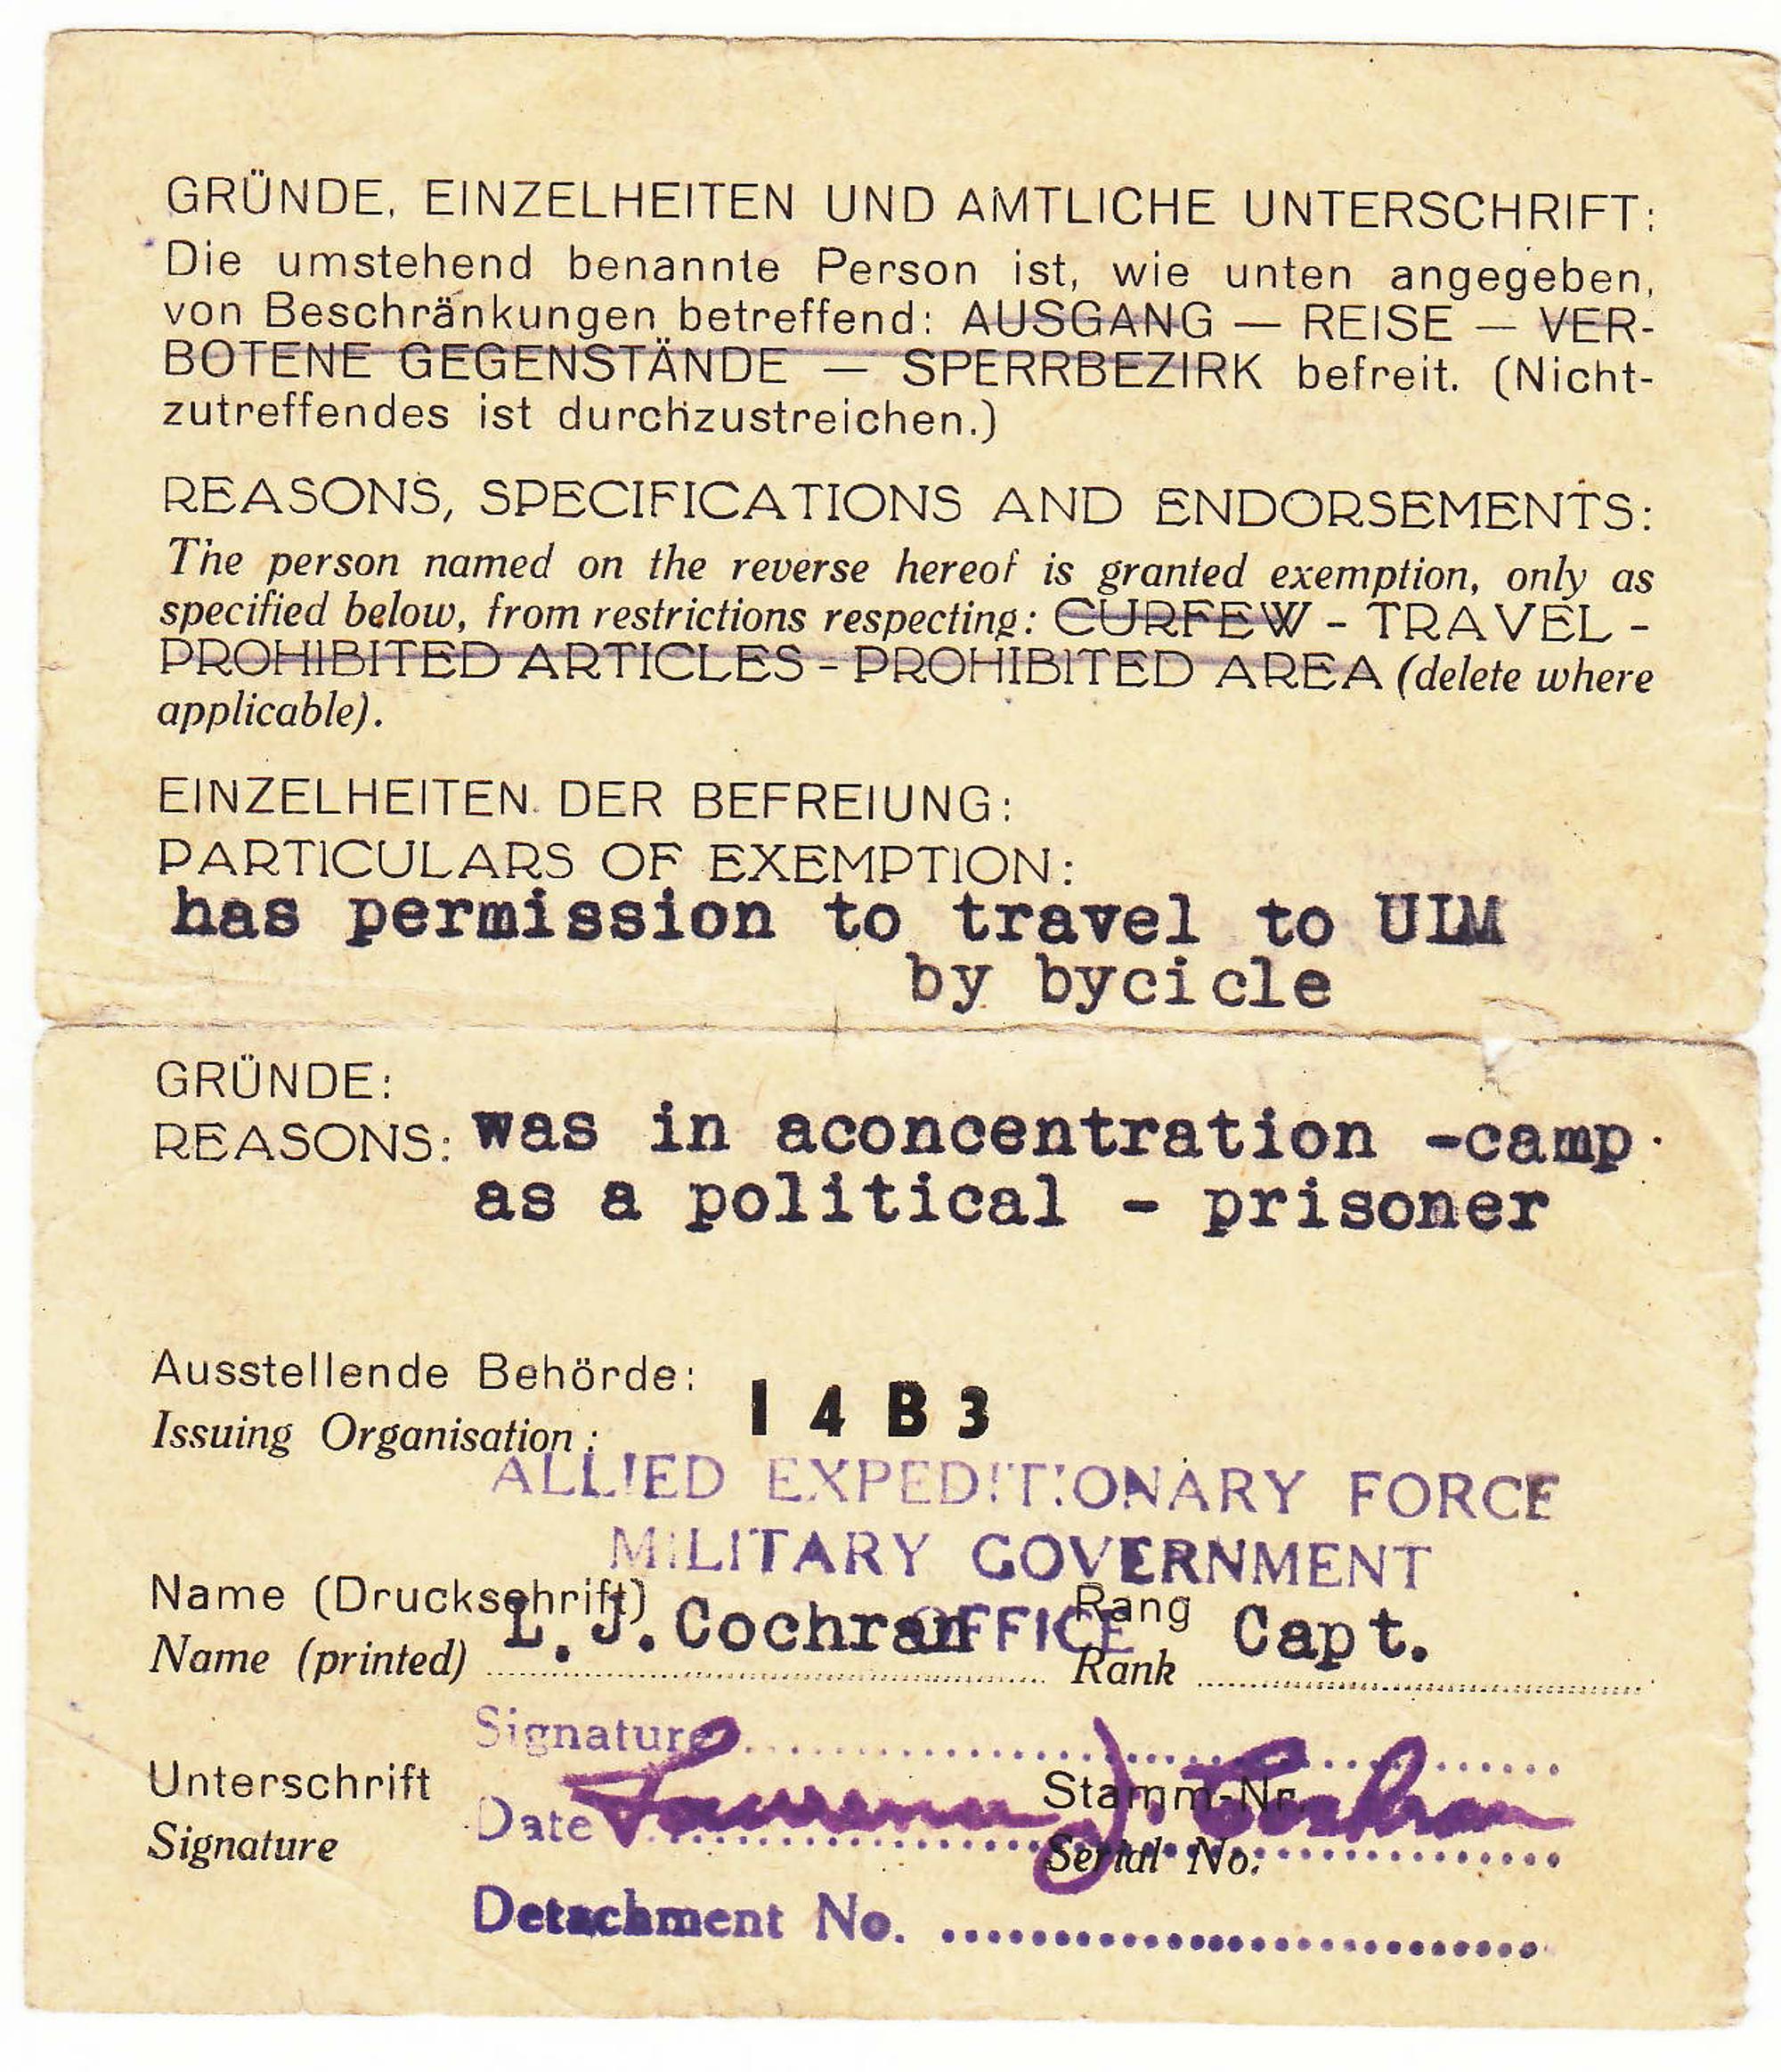 GRÜNDE, EINZELHEITEN UND AMTLICHE UNTERSCHRIFT:
Die umstehend benannte Person ist, wie unten angegeben,
von Beschränkungen betreffend: AUSGANG — REISE — VER-
BOTENE GEGENSTÄNDE — SPERRBEZIRK befreit. (Nicht-
zutreffendes ist durchzustreichen.)
REASONS, SPECIFICATIONS AND ENDORSEMENTS:
The person named on the reverse hereof is granted exemption, only as
specified below, from restrictions respecting: CURFEW - TRAVEL -
PROHIBITED ARTICLES - PROHIBITED AREA (delete where
applicable).
EINZELHEITEN DER BEFREIUNG:
PARTICULARS OF EXEMPTION:
has permission to travel to ULM
by bycicle
GRÜNDE:
REASONS: was in aconcentration -camp
as a political - prisoner
Ausstellende Behörde:
I 4 B 3
Issuing Organisation:
ALLIED EXPEDITIONARY FORCE
MILITARY GOVERNMENT
OFFICE
Name (Druckschrift) Rang
L. J. Cochran Capt.
Name (printed) Rank
Signature
Unterschrift Stamm-Nr.
Lawrence J. Cochran
Date
Signature Serial No.
Detachment No.